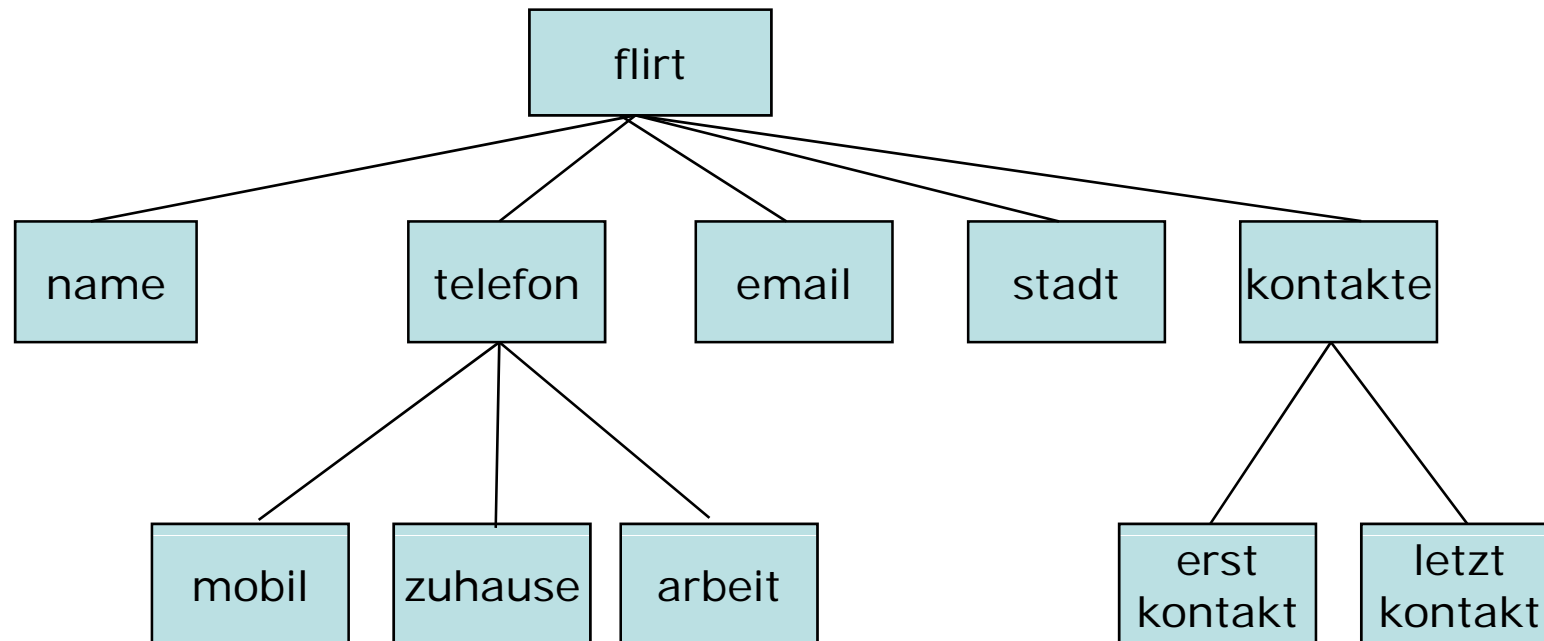 flirt
name
telefon
email
stadt
kontakte
mobil
zuhause
arbeit
erst
kontakt
letzt
kontakt